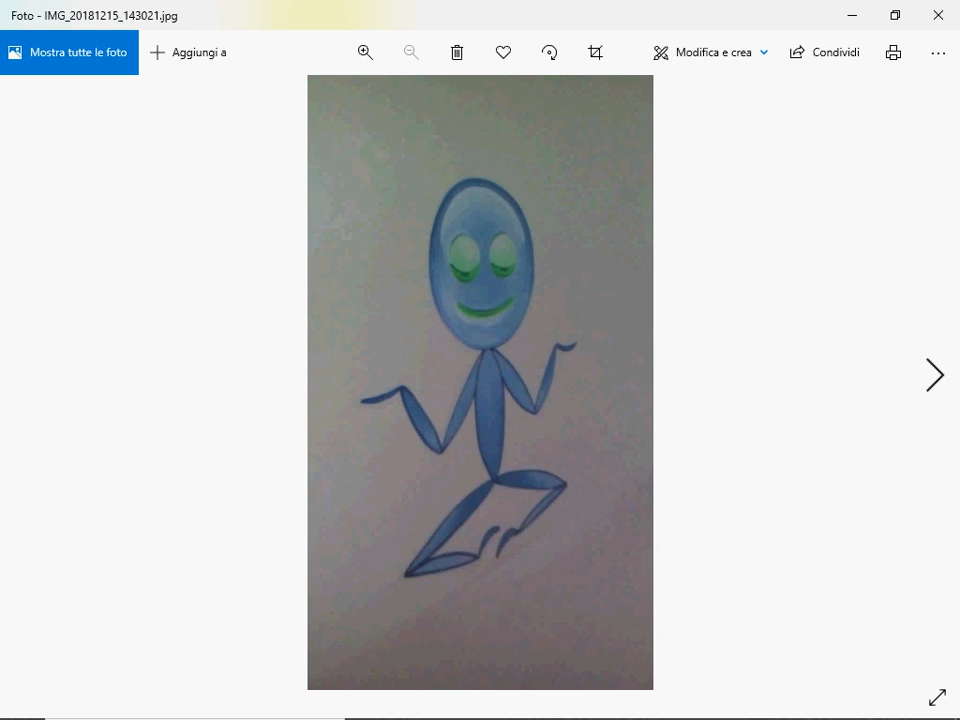 Foto - IMG_20181215_143021.jpg
Mostra tutte le foto Aggiungi a Modifica e crea Condividi